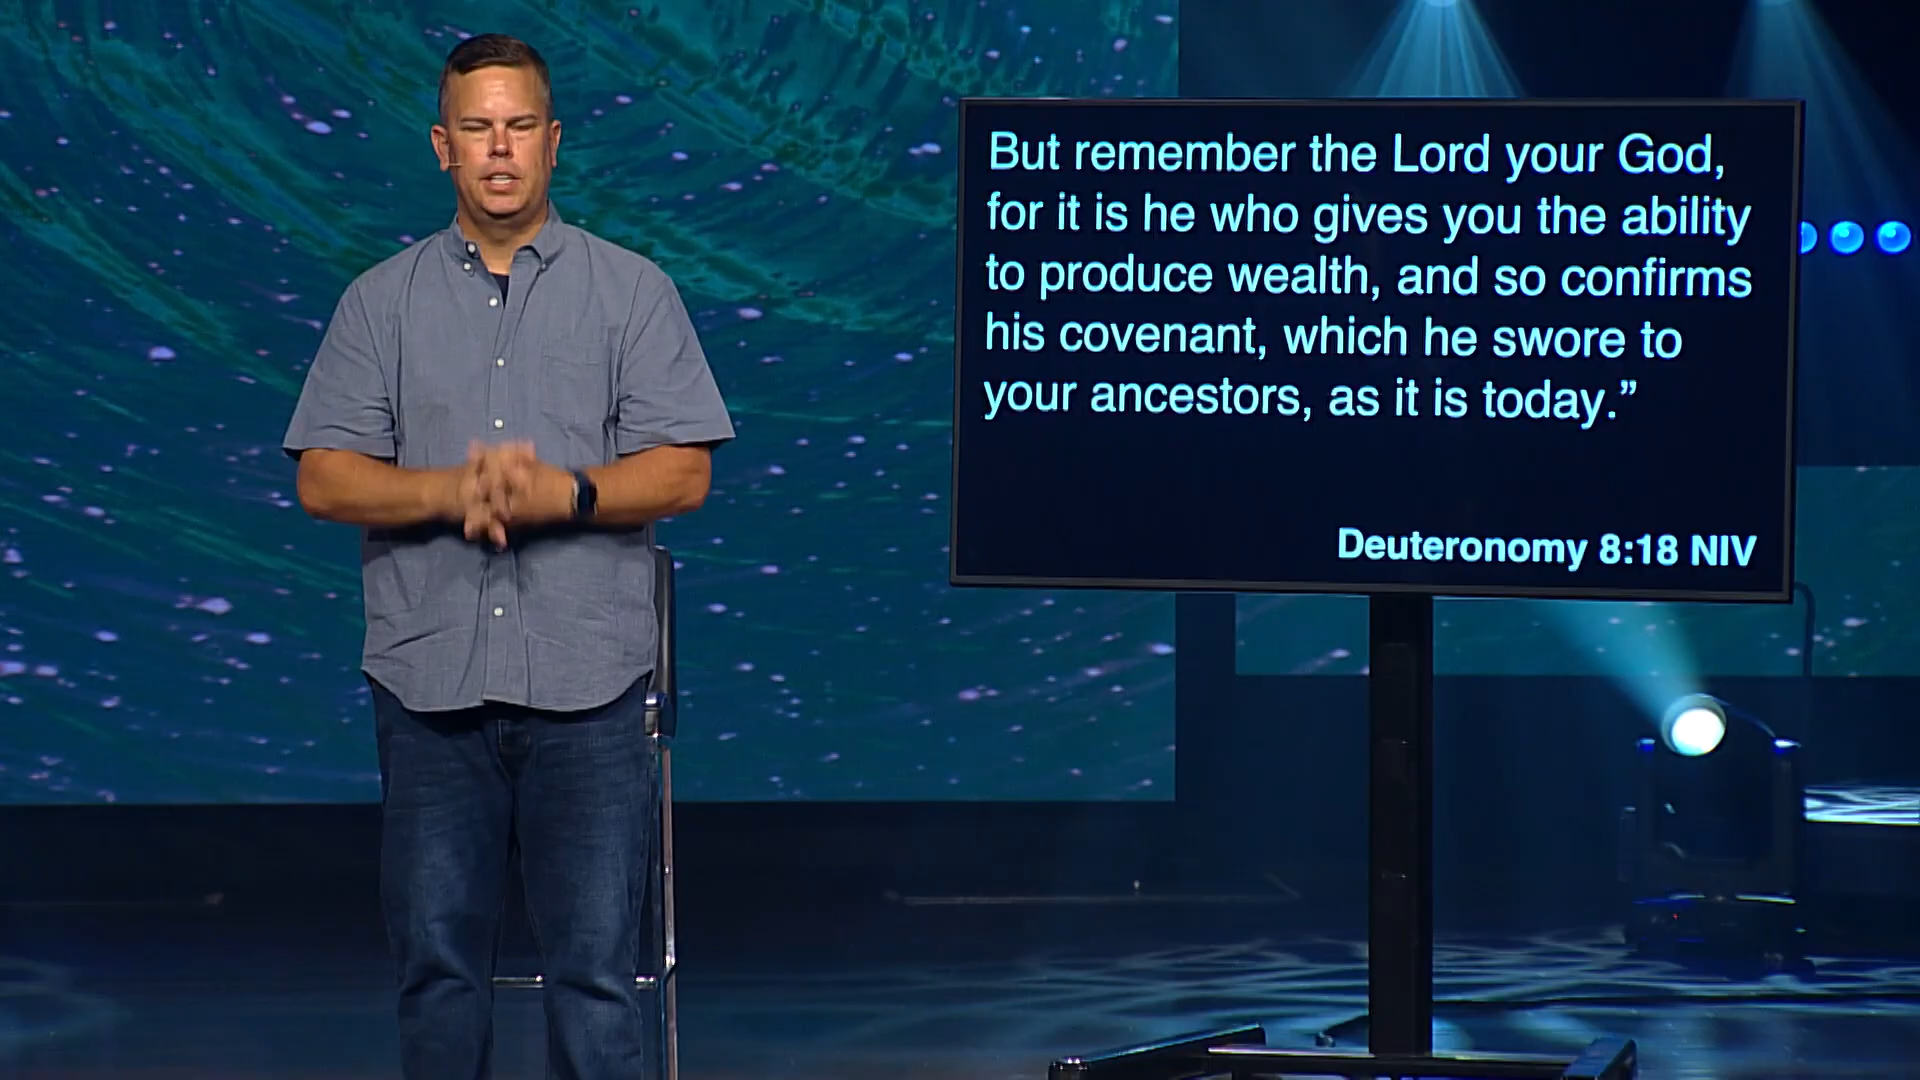 But remember the Lord your God,
for it is he who gives you the ability
to produce wealth, and so confirms
his covenant, which he swore to
your ancestors, as it is today.”
Deuteronomy 8:18 NIV